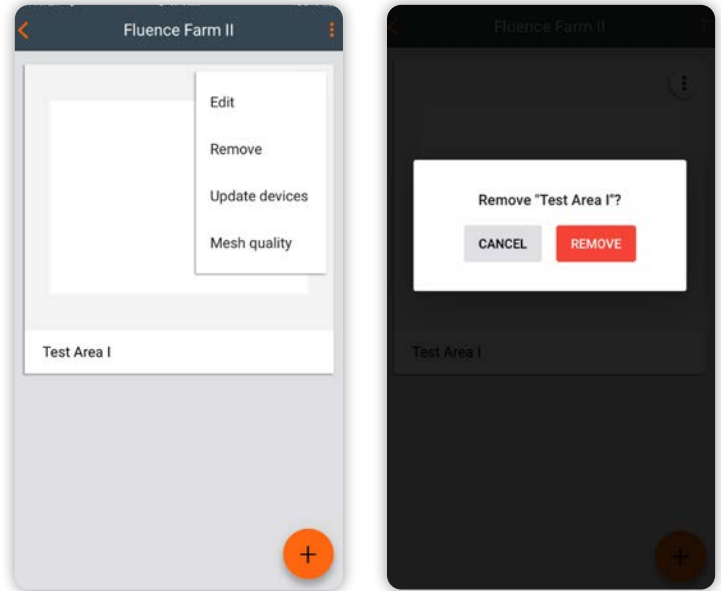 Fluence Farm II
Edit
Remove
Update devices
Mesh quality
Test Area I
Fluence Farm II
Remove "Test Area I"?
CANCEL
REMOVE
Test Area I